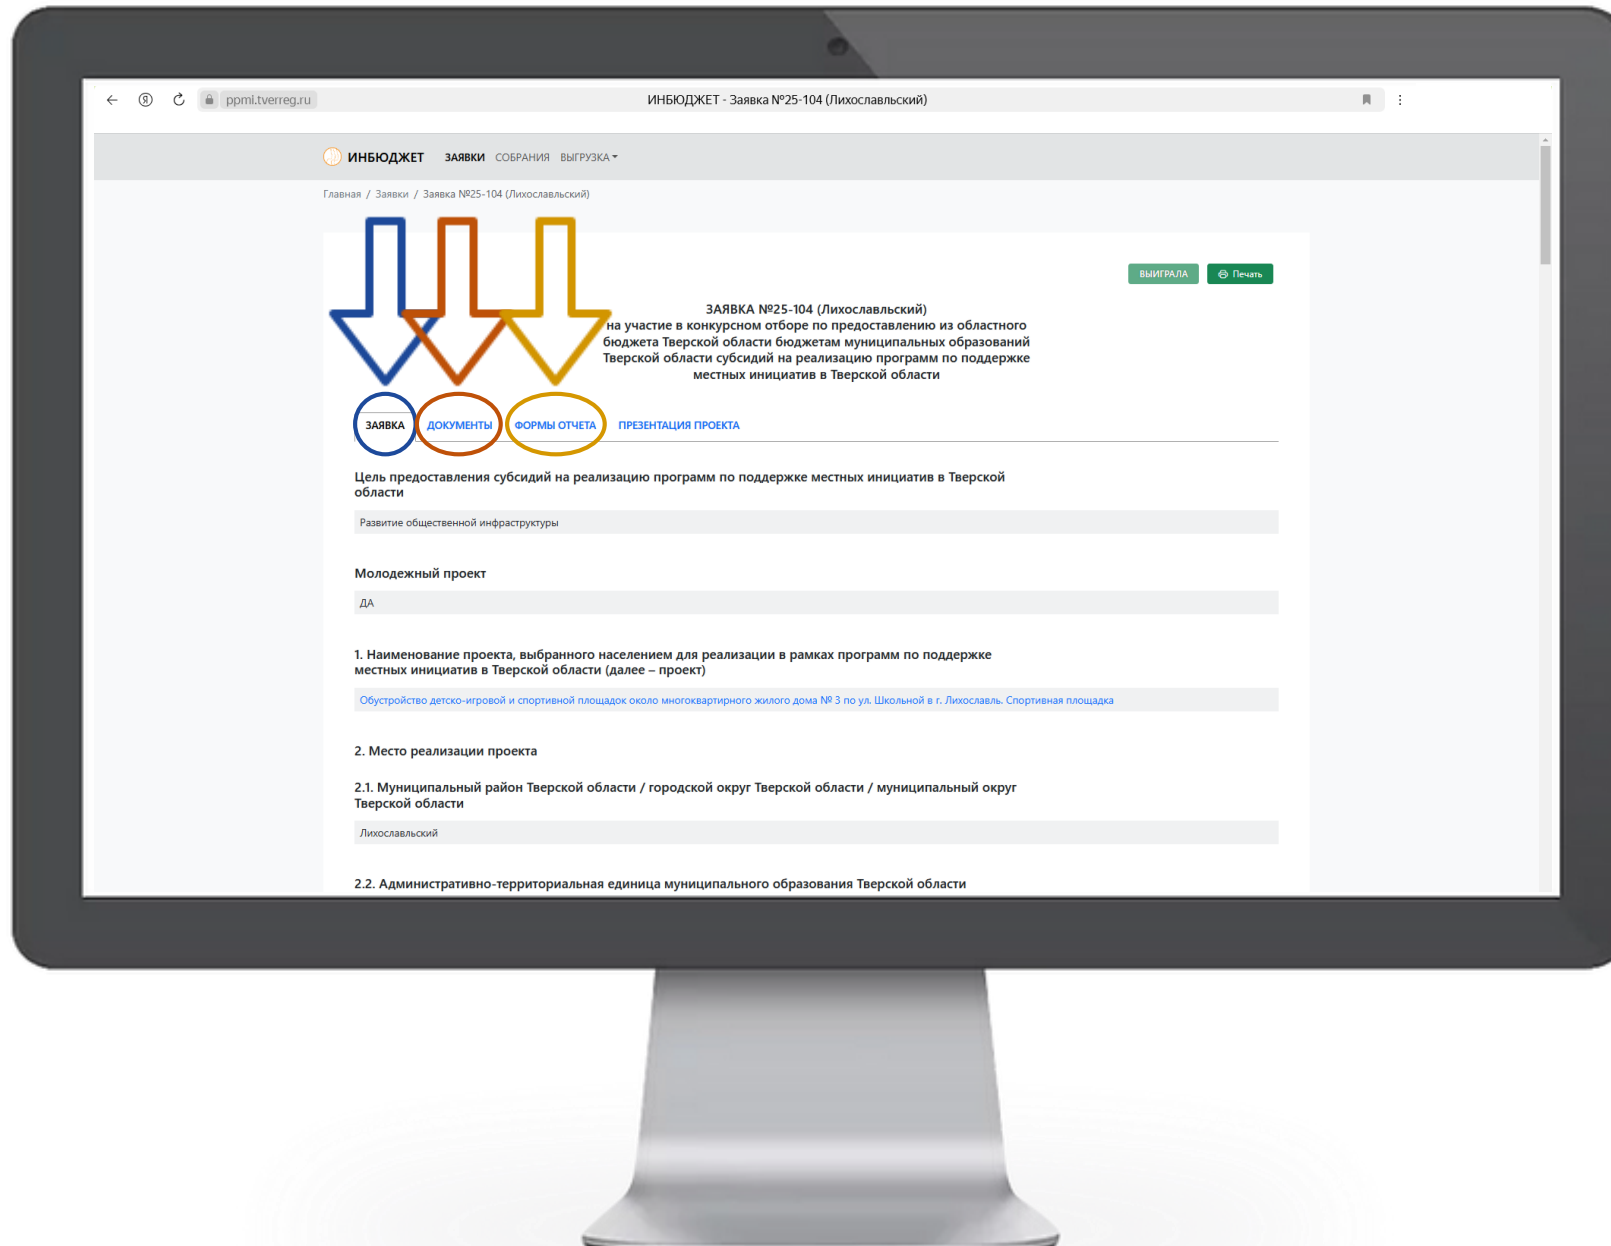 ppmi.tverreg.ru
ИНБЮДЖЕТ - Заявка №25-104 (Лихославльский)
ИНБЮДЖЕТ ЗАЯВКИ СОБРАНИЯ ВЫГРУЗКА
Главная / Заявки / Заявка №25-104 (Лихославльский)
ВЫИГРАЛА Печать
ЗАЯВКА №25-104 (Лихославльский)
на участие в конкурсном отборе по предоставлению из областного
бюджета Тверской области бюджетам муниципальных образований
Тверской области субсидий на реализацию программ по поддержке
местных инициатив в Тверской области
ЗАЯВКА ДОКУМЕНТЫ ФОРМЫ ОТЧЕТА ПРЕЗЕНТАЦИЯ ПРОЕКТА
Цель предоставления субсидий на реализацию программ по поддержке местных инициатив в Тверской
области
Развитие общественной инфраструктуры
Молодежный проект
ДА
1. Наименование проекта, выбранного населением для реализации в рамках программ по поддержке
местных инициатив в Тверской области (далее – проект)
Обустройство детско-игровой и спортивной площадок около многоквартирного жилого дома № 3 по ул. Школьной в г. Лихославль. Спортивная площадка
2. Место реализации проекта
2.1. Муниципальный район Тверской области / городской округ Тверской области / муниципальный округ
Тверской области
Лихославльский
2.2. Административно-территориальная единица муниципального образования Тверской области